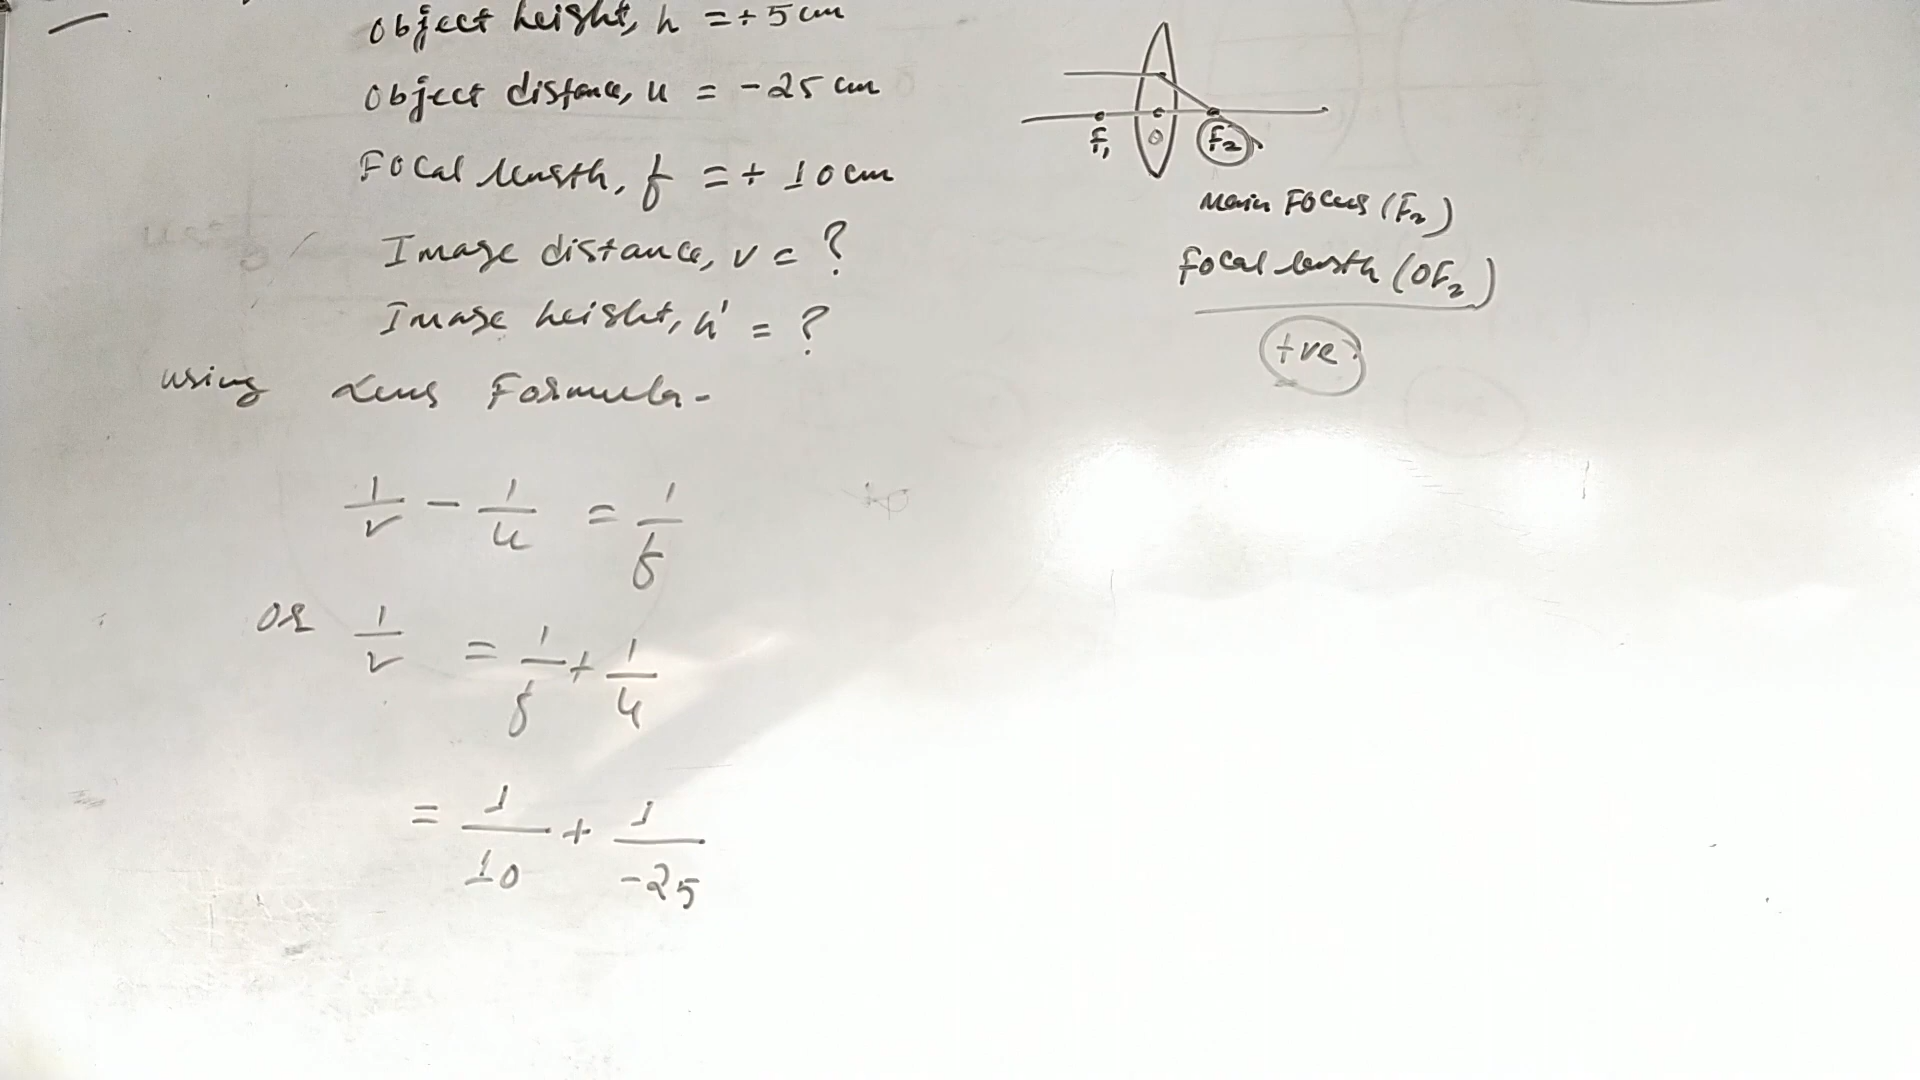 object height, h = +5 cm
object distance, u = -25 cm
Focal length, f = + 10 cm
Image distance, v = ?
Image height, h' = ?
using Lens Formula-
1/v - 1/u = 1/f
or 1/v = 1/f + 1/u
= 1/10 + 1/-25
F1 O F2
Main Focus (F2)
focal length (OF2)
+ve